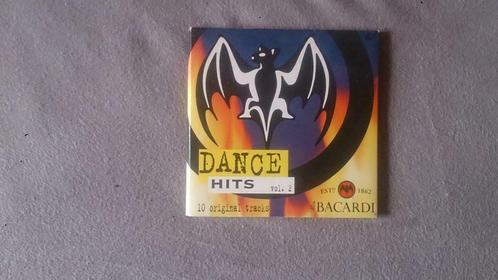 DANCE
HITS vol. 2
10 original tracks
ESTD 1862
BACARDI